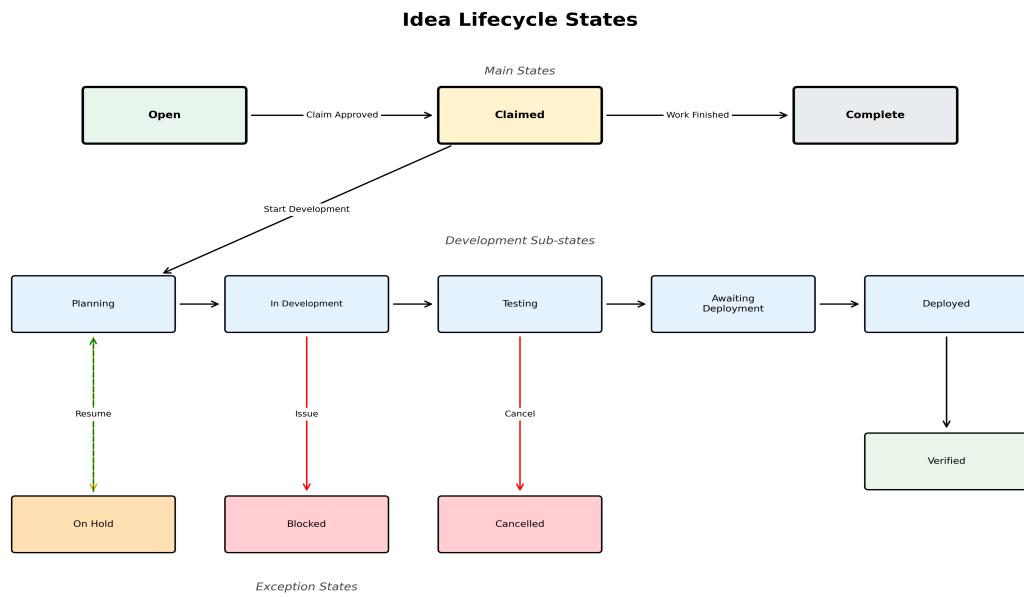 Idea Lifecycle States
Main States
Open
Claim Approved
Claimed
Work Finished
Complete
Start Development
Development Sub-states
Planning
In Development
Testing
Awaiting
Deployment
Deployed
Resume
Issue
Cancel
Verified
On Hold
Blocked
Cancelled
Exception States